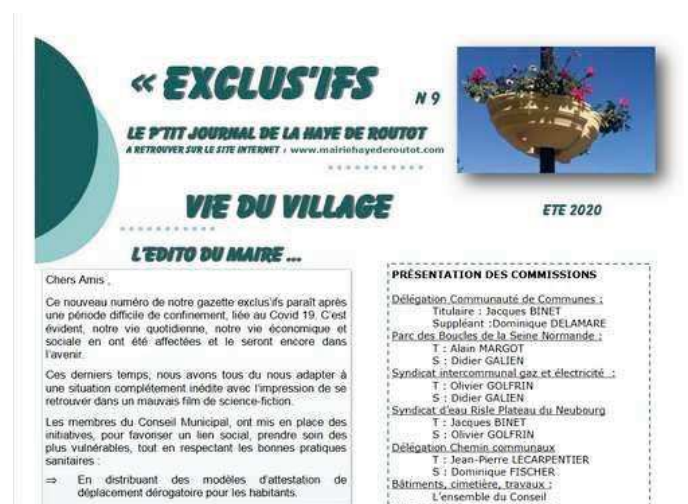 « EXCLUS'IFS
N 9
LE P'TIT JOURNAL DE LA HAYE DE ROUTOT
A RETROUVER SUR LE SITE INTERNET : www.mairiehayederoutot.com
VIE DU VILLAGE
ETE 2020
L'EDITO DU MAIRE ...
Chers Amis ,
Ce nouveau numéro de notre gazette exclus'ifs paraît après
une période difficile de confinement, liée au Covid 19. C'est
évident, notre vie quotidienne, notre vie économique et
sociale en ont été affectées et le seront encore dans
l'avenir.
Ces derniers temps, nous avons tous du nous adapter à
une situation complétement inédite avec l'impression de se
retrouver dans un mauvais film de science-fiction.
Les membres du Conseil Municipal, ont mis en place des
initiatives, pour favoriser un lien social, prendre soin des
plus vulnérables, tout en respectant les bonnes pratiques
sanitaires :
⇒ En distribuant des modèles d'attestation de
déplacement dérogatoire pour les habitants.
PRÉSENTATION DES COMMISSIONS
Délégation Communauté de Communes :
Titulaire : Jacques BINET
Suppléant :Dominique DELAMARE
Parc des Boucles de la Seine Normande :
T : Alain MARGOT
S : Didier GALIEN
Syndicat intercommunal gaz et électricité :
T : Olivier GOLFRIN
S : Didier GALIEN
Syndicat d'eau Risle Plateau du Neubourg
T : Jacques BINET
S : Olivier GOLFRIN
Délégation Chemin communaux
T : Jean-Pierre LECARPENTIER
S : Dominique FISCHER
Bâtiments, cimetière, travaux :
L'ensemble du Conseil